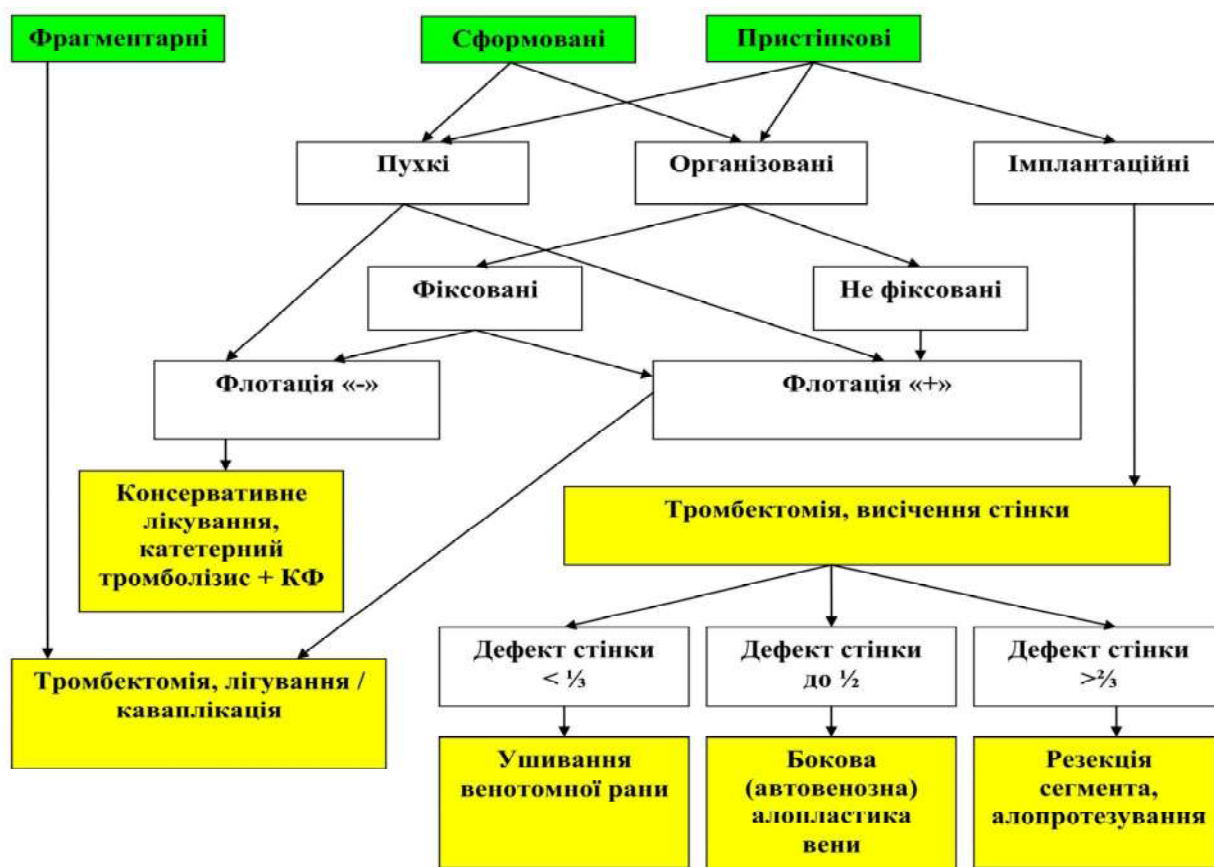 Фрагментарні
Сформовані
Пристінкові
Пухкі
Організовані
Імплантаційні
Фіксовані
Не фіксовані
Флотація «-»
Флотація «+»
Консервативне
лікування,
катетерний
тромболізис + КФ
Тромбектомія, висічення стінки
Тромбектомія, лігування /
каваплікація
Дефект стінки
< ⅓
Дефект стінки
до ½
Дефект стінки
>⅔
Ушивання
венотомної рани
Бокова
(автовенозна)
алопластика
вени
Резекція
сегмента,
алопротезування